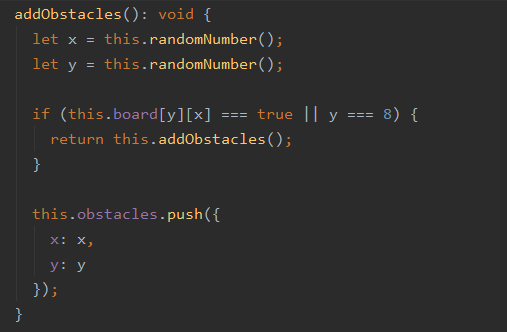 addObstacles(): void {
  let x = this.randomNumber();
  let y = this.randomNumber();

  if (this.board[y][x] === true || y === 8) {
    return this.addObstacles();
  }

  this.obstacles.push({
    x: x,
    y: y
  });
}